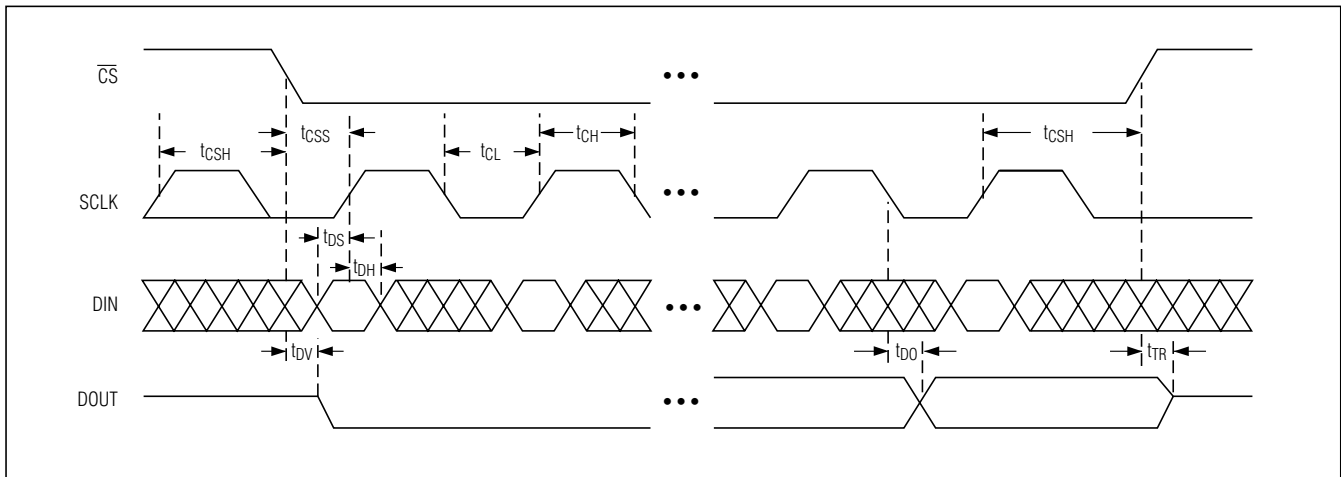 CS
tCSS
tCH
tCSH
tCSH
tCL
SCLK
tDS
tDH
DIN
tDV
tDO
tTR
DOUT